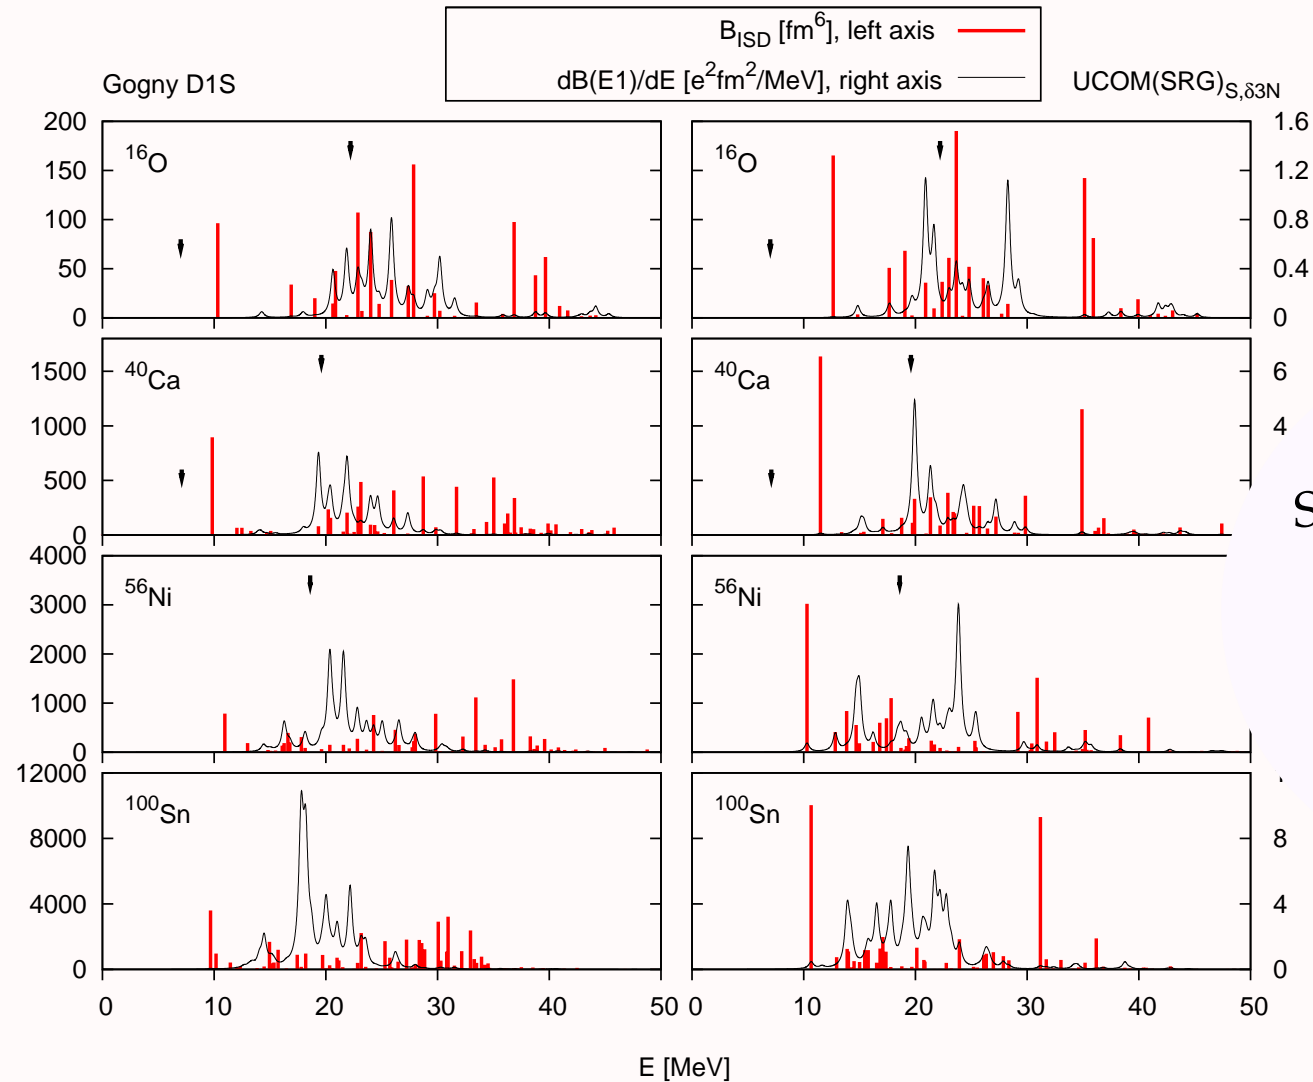 B_ISD [fm^6], left axis
dB(E1)/dE [e^2fm^2/MeV], right axis
Gogny D1S
UCOM(SRG)_S,δ3N
200
150
100
50
0
^16O
^16O
1.6
1.2
0.8
0.4
0
1500
1000
500
0
^40Ca
^40Ca
6
4
S
4000
3000
2000
1000
0
^56Ni
^56Ni
12000
8000
4000
0
^100Sn
^100Sn
8
4
0
0 10 20 30 40 50
0 10 20 30 40 50
E [MeV]